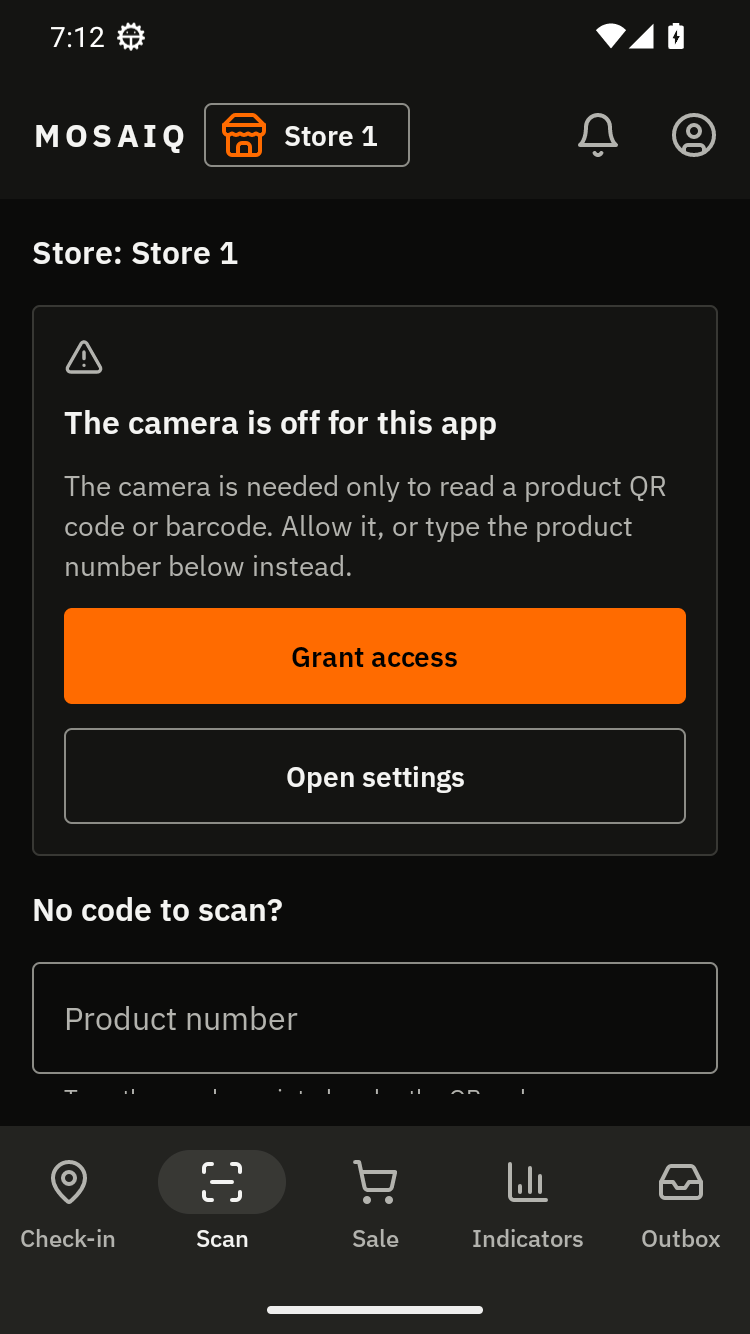 7:12
MOSAIQ
Store 1
Store: Store 1
The camera is off for this app
The camera is needed only to read a product QR
code or barcode. Allow it, or type the product
number below instead.
Grant access
Open settings
No code to scan?
Product number
Check-in
Scan
Sale
Indicators
Outbox